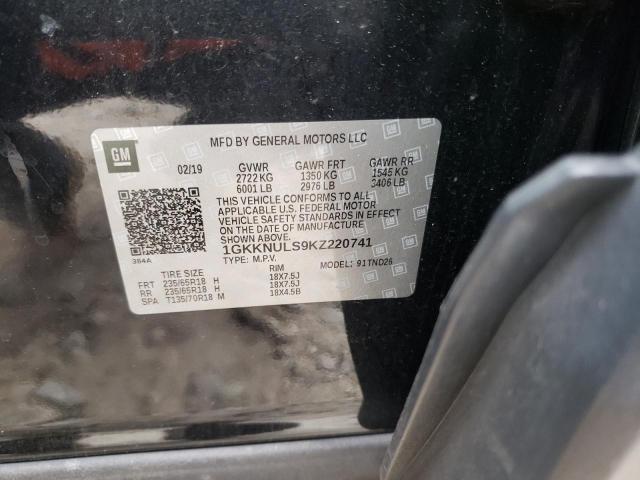 GM
MFD BY GENERAL MOTORS LLC
02/19 GVWR GAWR FRT GAWR RR
2722 KG 1350 KG 1545 KG
6001 LB 2976 LB 3406 LB
THIS VEHICLE CONFORMS TO ALL
APPLICABLE U.S. FEDERAL MOTOR
VEHICLE SAFETY STANDARDS IN EFFECT
ON THE DATE OF MANUFACTURE
SHOWN ABOVE.
1GKKNULS9KZ220741
TYPE: M.P.V. MODEL: 91TND26
384A
TIRE SIZE RIM
FRT 235/65R18 H 18X7.5J
RR 235/65R18 H 18X7.5J
SPA T135/70R18 M 18X4.5B